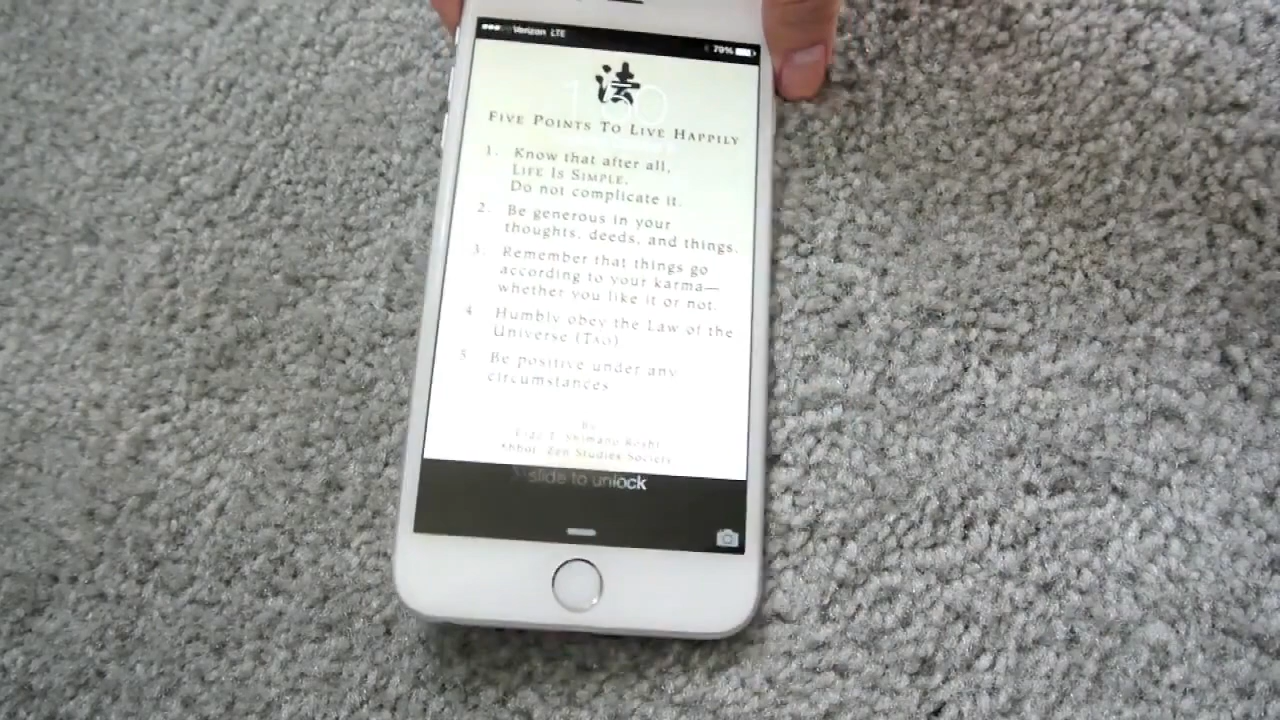 Verizon LTE
79%
法
FIVE POINTS TO LIVE HAPPILY
1. Know that after all,
LIFE IS SIMPLE.
Do not complicate it.
2. Be generous in your
thoughts, deeds, and things.
3. Remember that things go
according to your karma—
whether you like it or not.
4 Humbly obey the Law of the
Universe (TAO)
5 Be positive under any
circumstances
By
Shimano Roshi
Abbot, Zen Studies Society
slide to unlock